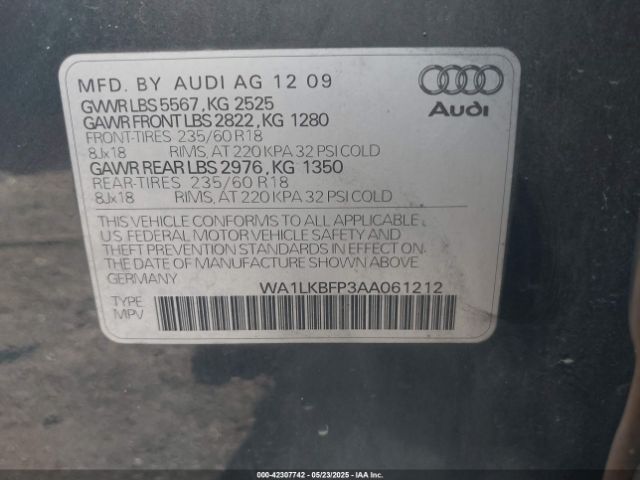 MFD. BY AUDI AG 12 09
GVWR LBS 5567, KG 2525
GAWR FRONT LBS 2822, KG 1280
FRONT-TIRES 235/60 R18
8Jx18 RIMS, AT 220 KPA 32 PSI COLD
GAWR REAR LBS 2976, KG 1350
REAR-TIRES 235/60 R18
8Jx18 RIMS, AT 220 KPA 32 PSI COLD
Audi
THIS VEHICLE CONFORMS TO ALL APPLICABLE
U.S. FEDERAL MOTOR VEHICLE SAFETY AND
THEFT PREVENTION STANDARDS IN EFFECT ON
THE DATE OF MANUFACTURE SHOWN ABOVE
GERMANY WA1LKBFP3AA061212
TYPE
MPV
000-42307742 - 05/23/2025 - IAA Inc.